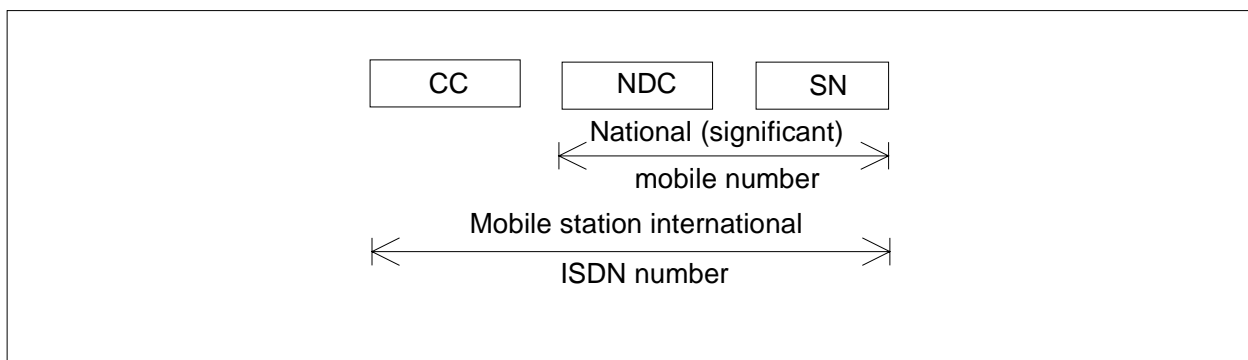 CC NDC SN
National (significant)
mobile number
Mobile station international
ISDN number